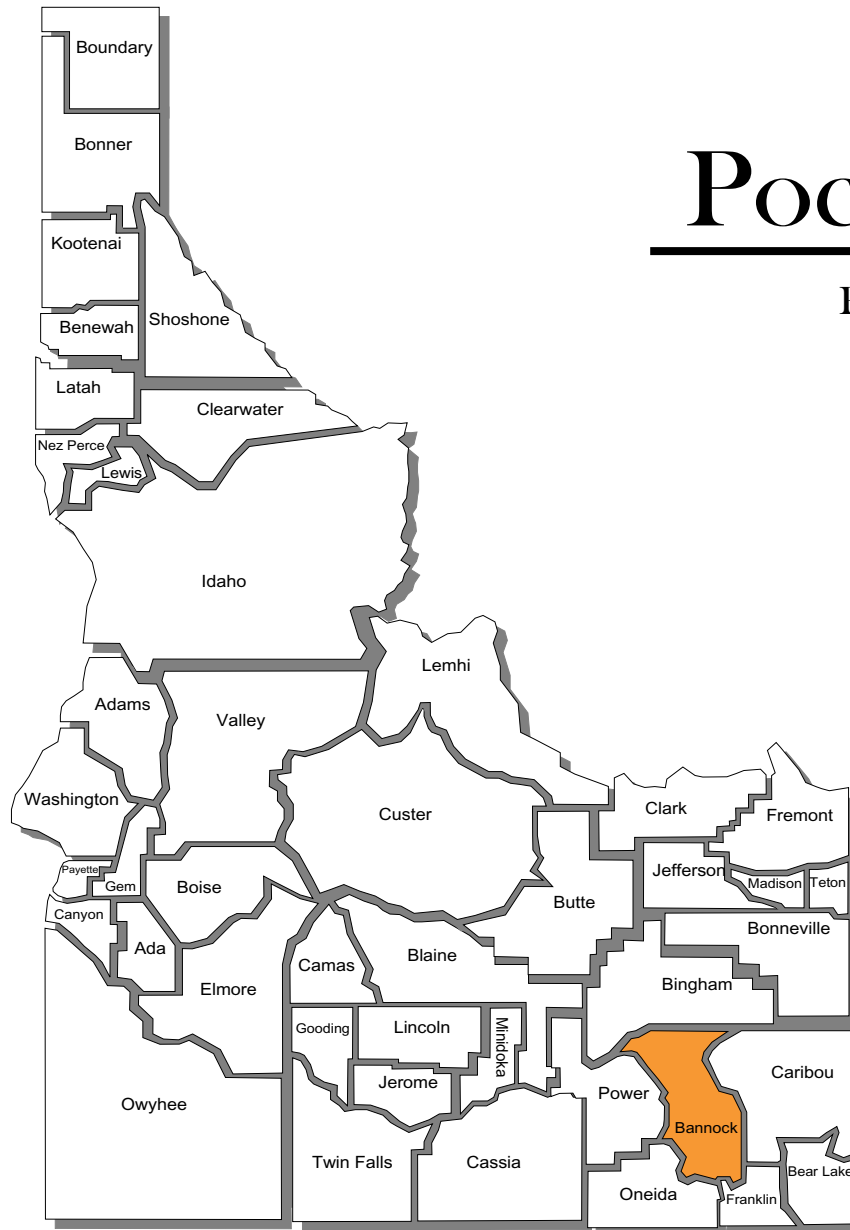 Boundary
Bonner
Poc
Kootenai
Shoshone
Benewah
Latah
Clearwater
Nez Perce
Lewis
Idaho
Lemhi
Adams
Valley
Washington
Custer
Clark
Fremont
Payette
Gem
Boise
Jefferson
Madison
Teton
Canyon
Butte
Ada
Bonneville
Camas
Blaine
Elmore
Bingham
Gooding
Lincoln
Minidoka
Jerome
Power
Caribou
Owyhee
Bannock
Twin Falls
Cassia
Bear Lake
Oneida
Franklin